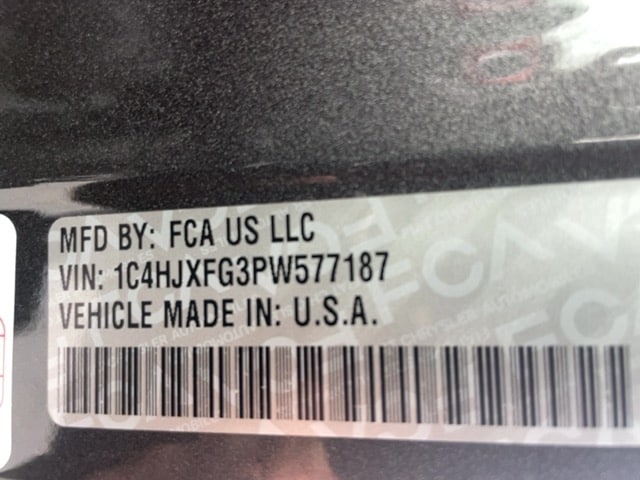 MFD BY: FCA US LLC
VIN: 1C4HJXFG3PW577187
VEHICLE MADE IN: U.S.A.